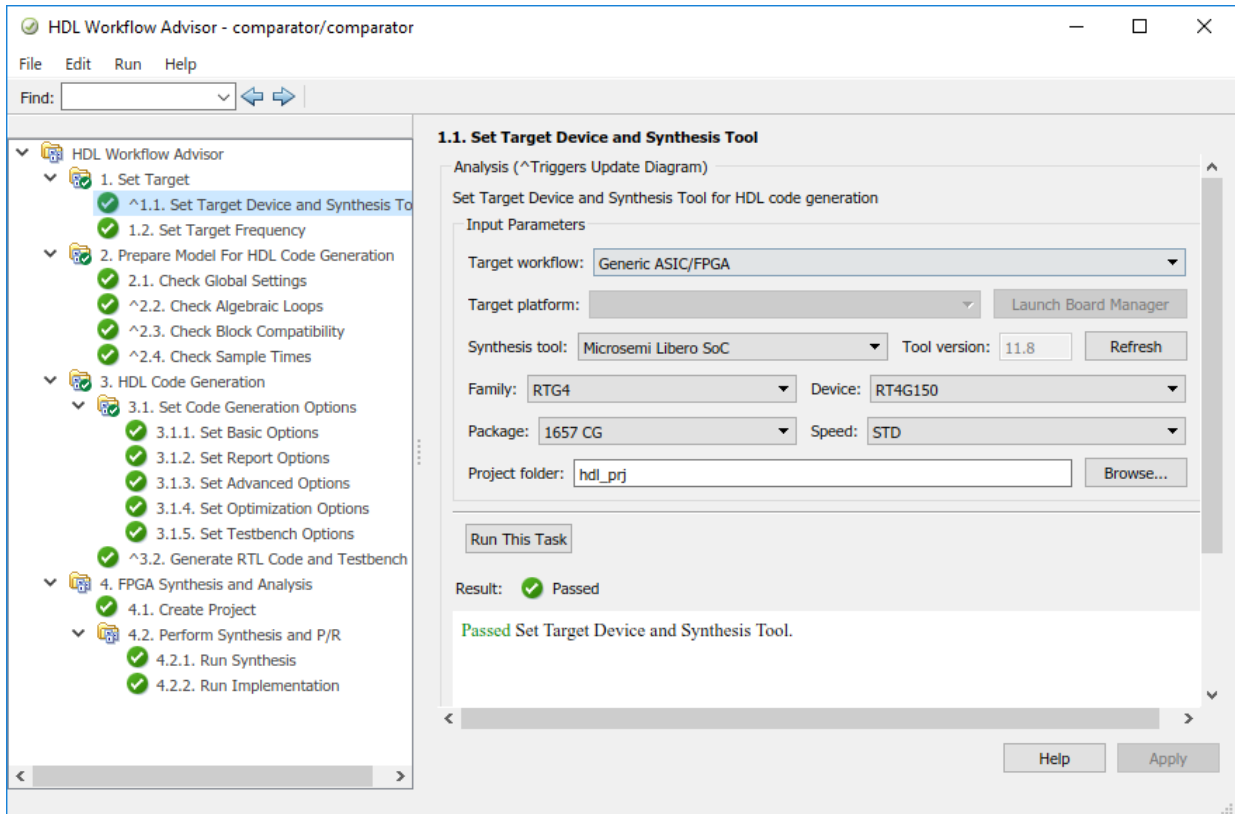 HDL Workflow Advisor - comparator/comparator
File Edit Run Help
Find:
HDL Workflow Advisor
1. Set Target
^1.1. Set Target Device and Synthesis To
1.2. Set Target Frequency
2. Prepare Model For HDL Code Generation
2.1. Check Global Settings
^2.2. Check Algebraic Loops
^2.3. Check Block Compatibility
^2.4. Check Sample Times
3. HDL Code Generation
3.1. Set Code Generation Options
3.1.1. Set Basic Options
3.1.2. Set Report Options
3.1.3. Set Advanced Options
3.1.4. Set Optimization Options
3.1.5. Set Testbench Options
^3.2. Generate RTL Code and Testbench
4. FPGA Synthesis and Analysis
4.1. Create Project
4.2. Perform Synthesis and P/R
4.2.1. Run Synthesis
4.2.2. Run Implementation
1.1. Set Target Device and Synthesis Tool
Analysis (^Triggers Update Diagram)
Set Target Device and Synthesis Tool for HDL code generation
Input Parameters
Target workflow: Generic ASIC/FPGA
Target platform: Launch Board Manager
Synthesis tool: Microsemi Libero SoC Tool version: 11.8 Refresh
Family: RTG4 Device: RT4G150
Package: 1657 CG Speed: STD
Project folder: hdl_prj Browse...
Run This Task
Result: Passed
Passed Set Target Device and Synthesis Tool.
Help Apply